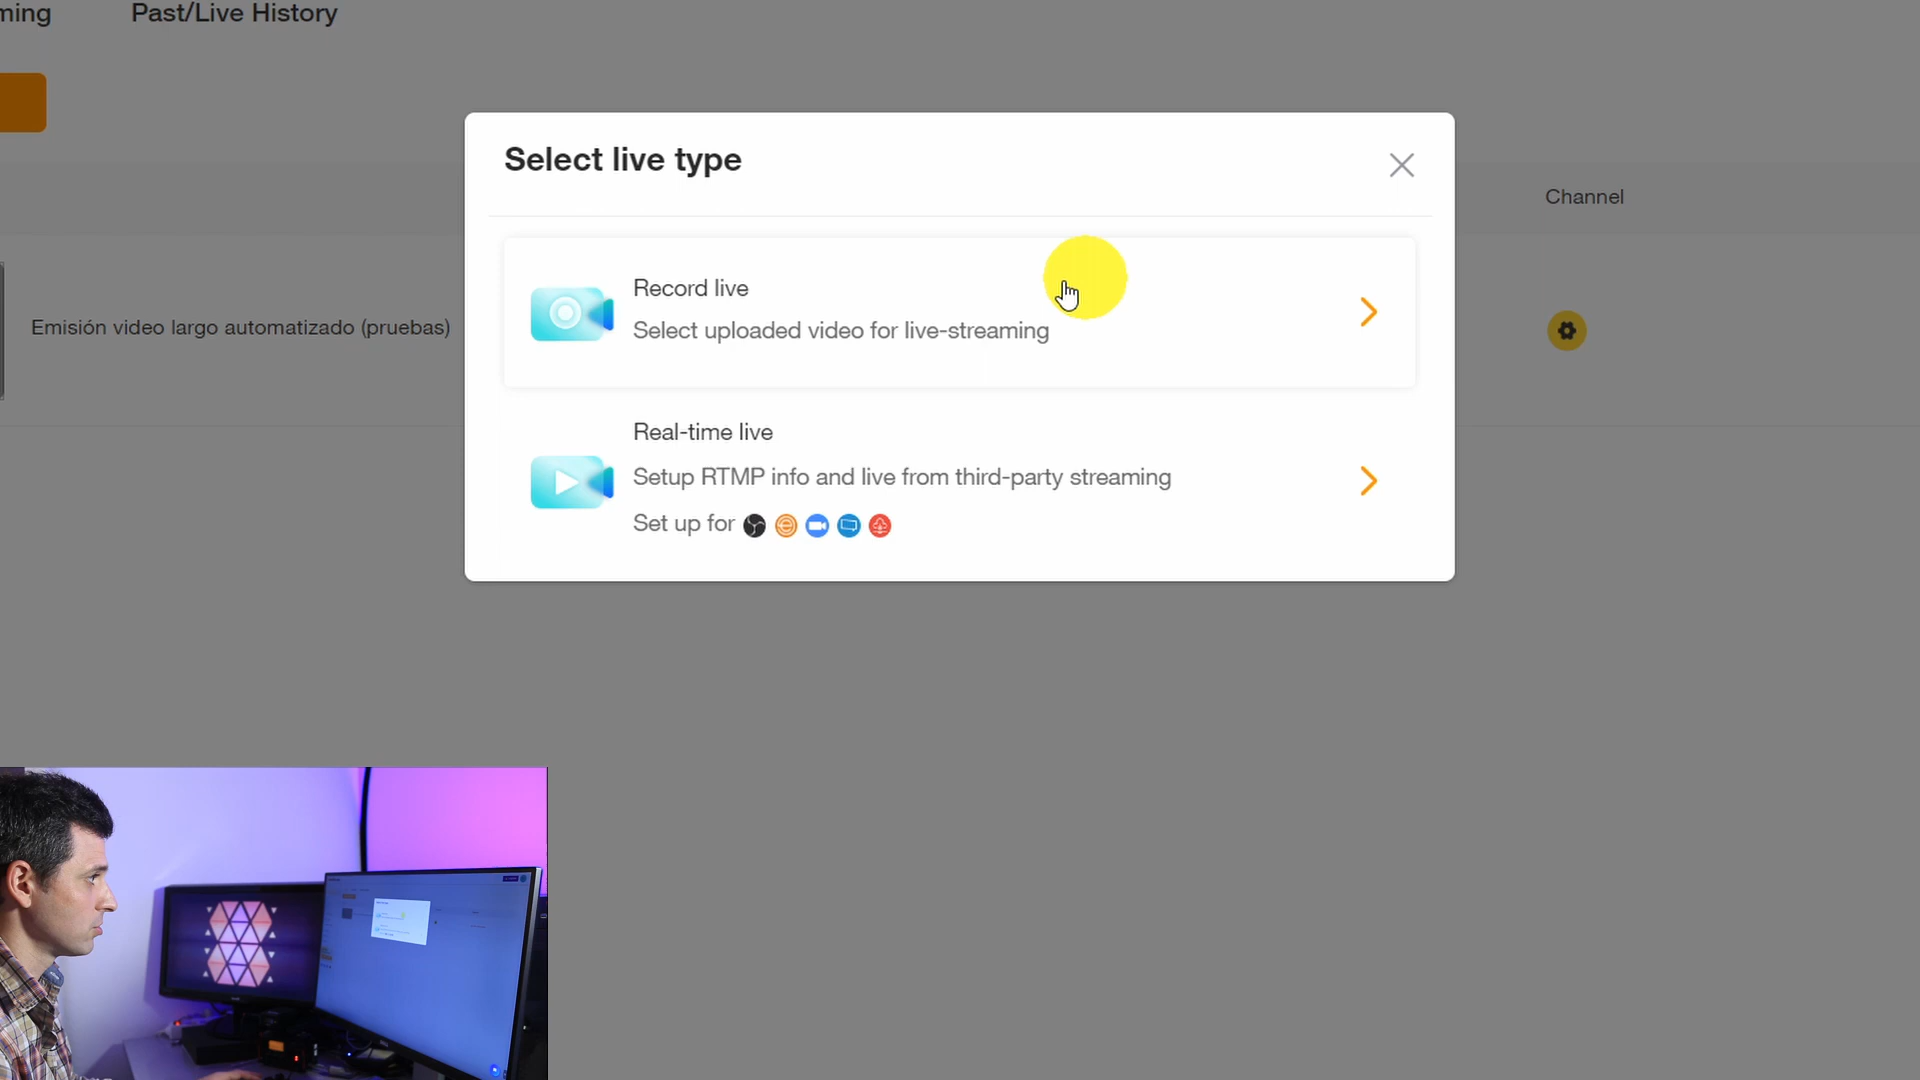 ming
Past/Live History
Select live type
Channel
Record live
Select uploaded video for live-streaming
Emisión video largo automatizado (pruebas)
Real-time live
Setup RTMP info and live from third-party streaming
Set up for